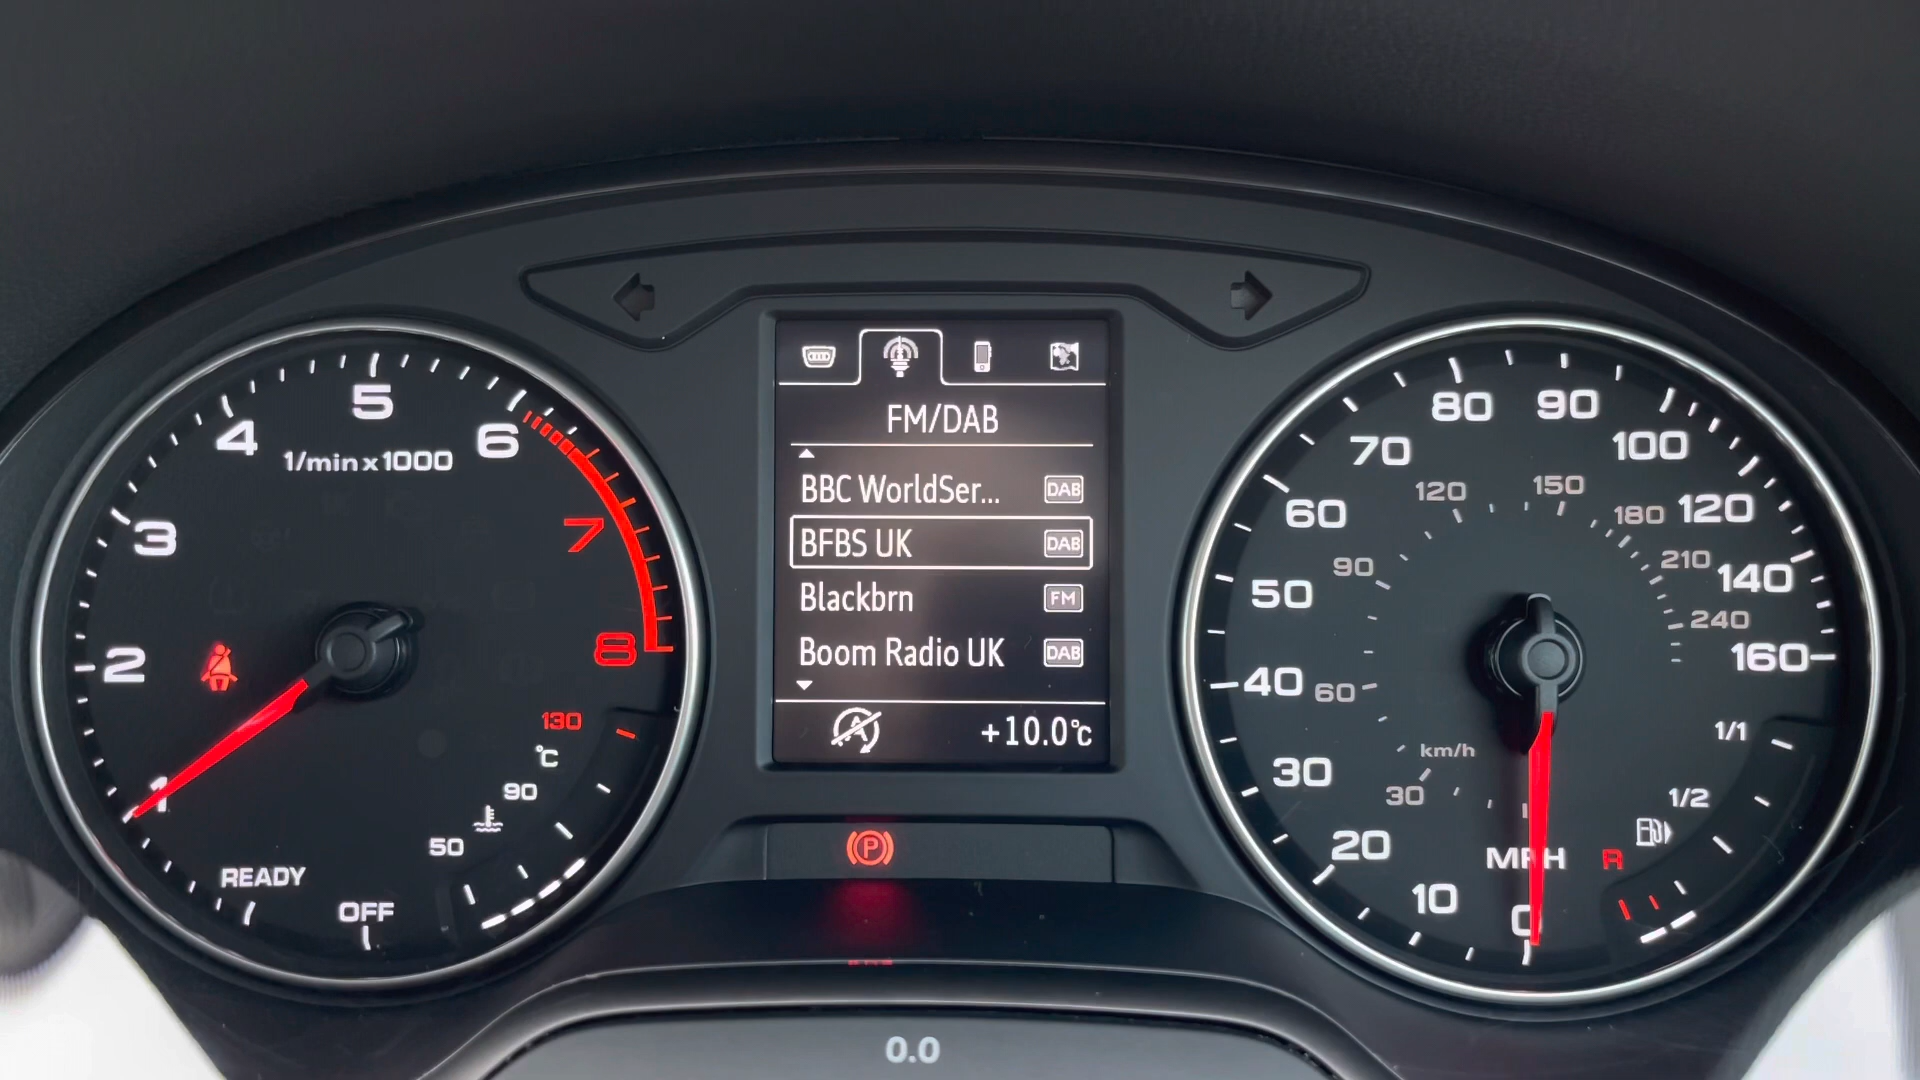 FM/DAB
BBC WorldSer... DAB
BFBS UK DAB
Blackbrn FM
Boom Radio UK DAB
+10.0°C
1/min x 1000
OFF
READY
1
2
3
4
5
6
7
8
130
°C
90
50
0
10
20
30
40
50
60
70
80
90
100
120
140
160
MPH
km/h
30
60
90
120
150
180
210
240
1/1
1/2
R
P
0.0